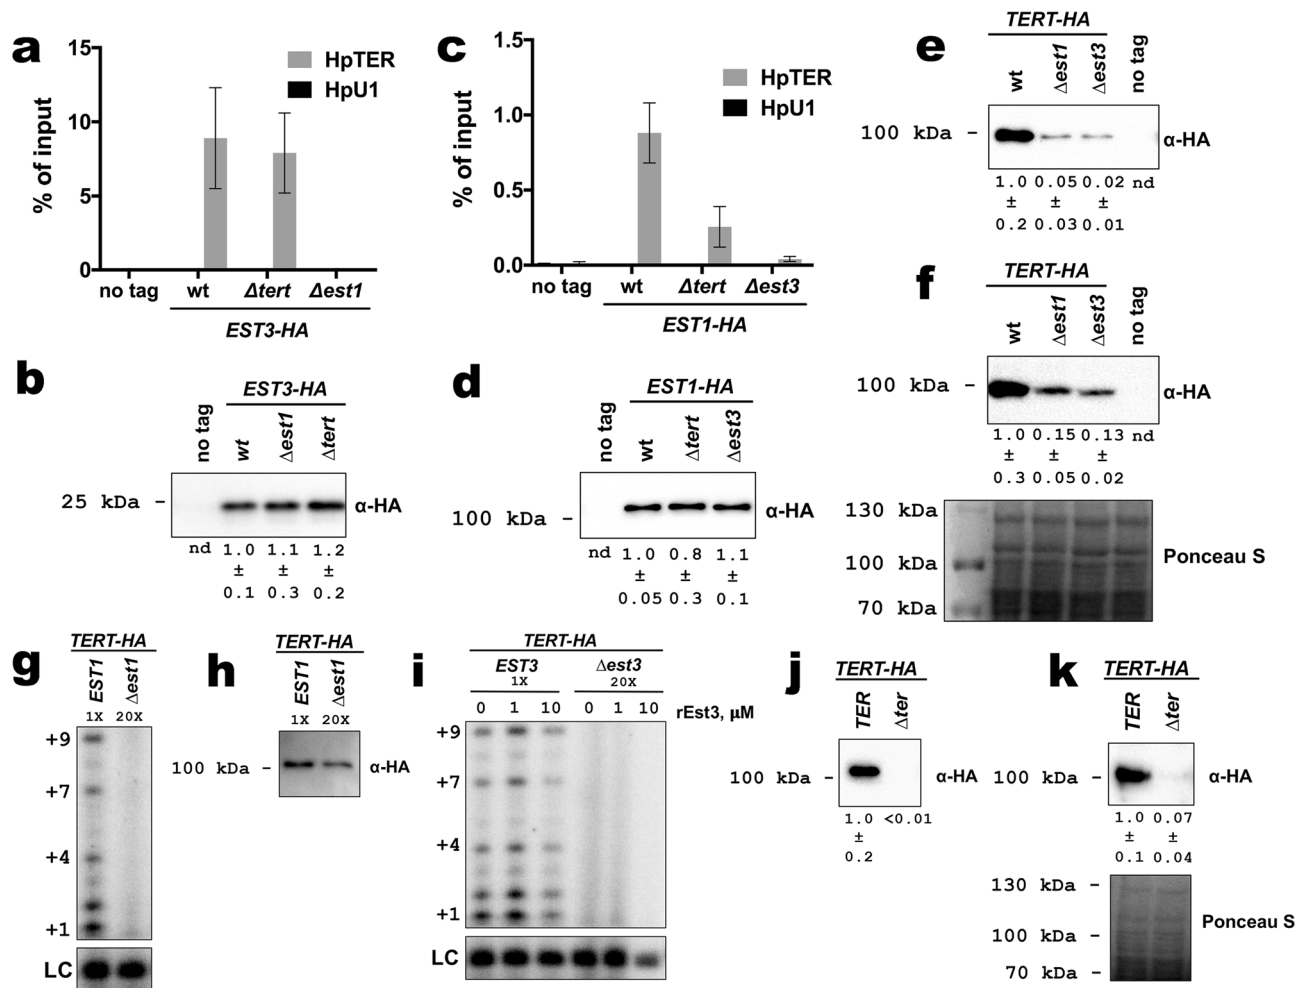 a
15
10
5
0
% of input
HpTER
HpU1
no tag
wt
Δtert
Δest1
EST3-HA
b
EST3-HA
no tag
wt
Δest1
Δtert
25 kDa –
α-HA
nd 1.0 1.1 1.2
± ± ±
0.1 0.3 0.2
c
1.5
1.0
0.5
0.0
% of input
HpTER
HpU1
no tag
wt
Δtert
Δest3
EST1-HA
d
EST1-HA
no tag
wt
Δtert
Δest3
100 kDa –
α-HA
nd 1.0 0.8 1.1
± ± ±
0.05 0.3 0.1
e
TERT-HA
wt
Δest1
Δest3
no tag
100 kDa –
α-HA
1.0 0.05 0.02 nd
± ± ±
0.2 0.03 0.01
f
TERT-HA
wt
Δest1
Δest3
no tag
100 kDa –
α-HA
1.0 0.15 0.13 nd
± ± ±
0.3 0.05 0.02
130 kDa
100 kDa
70 kDa
Ponceau S
g
TERT-HA
EST1
Δest1
1X 20X
+9
+7
+4
+1
LC
h
TERT-HA
EST1
Δest1
1X 20X
100 kDa –
α-HA
i
TERT-HA
EST3 Δest3
1X 20X
0 1 10 0 1 10 rEst3, μM
+9
+7
+4
+1
LC
j
TERT-HA
TER
Δter
100 kDa –
α-HA
1.0 <0.01
±
0.2
k
TERT-HA
TER
Δter
100 kDa –
α-HA
1.0 0.07
± ±
0.1 0.04
130 kDa –
100 kDa –
70 kDa –
Ponceau S